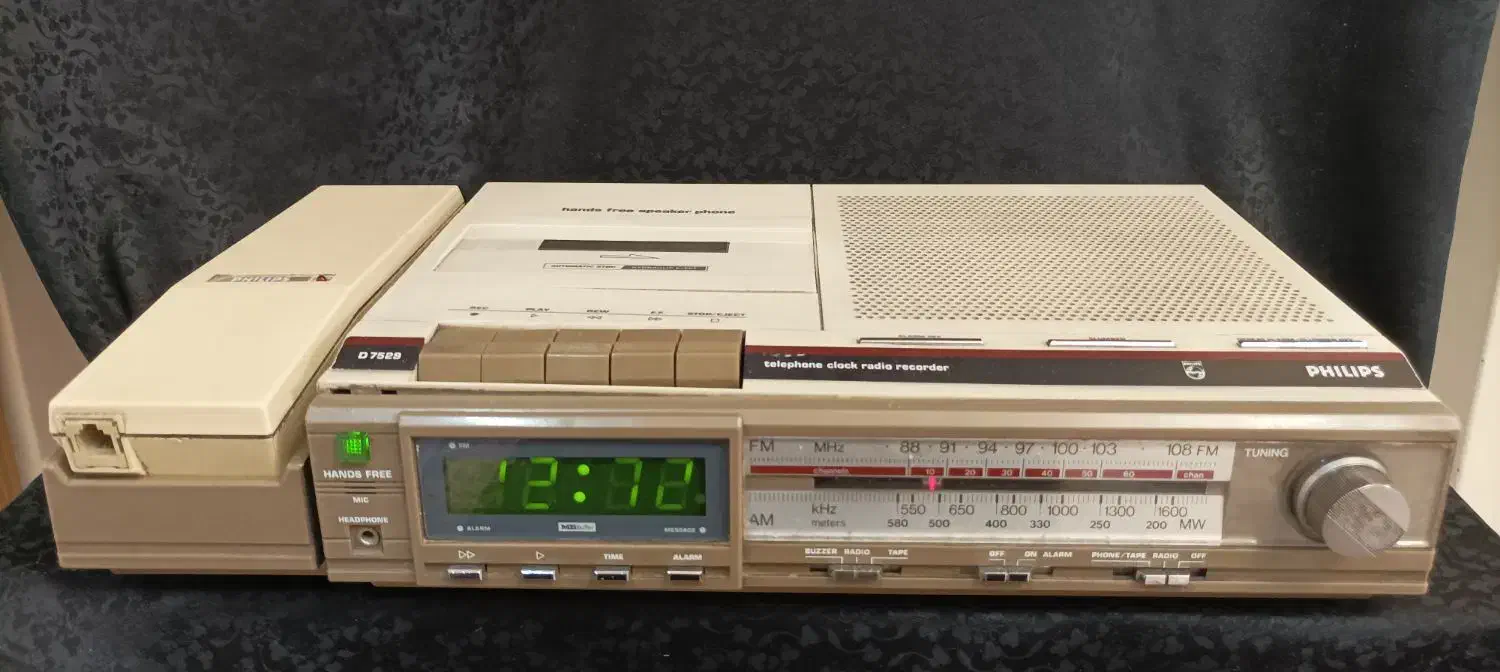 hands free speaker phone
PHILIPS
AUTOMATIC STOP
REC PLAY REW F.F STOP/EJECT
D 7529
telephone clock radio recorder
PHILIPS
HANDS FREE
MIC
HEADPHONE
PM
12:
ALARM
MESSAGE
TIME ALARM
FM MHz 88 91 94 97 100 103 108 FM
channels 10 20 30 40 50 60 chan
kHz 550 650 800 1000 1300 1600
AM meters 580 500 400 330 250 200 MW
TUNING
BUZZER RADIO TAPE
OFF ON ALARM
PHONE/TAPE RADIO OFF